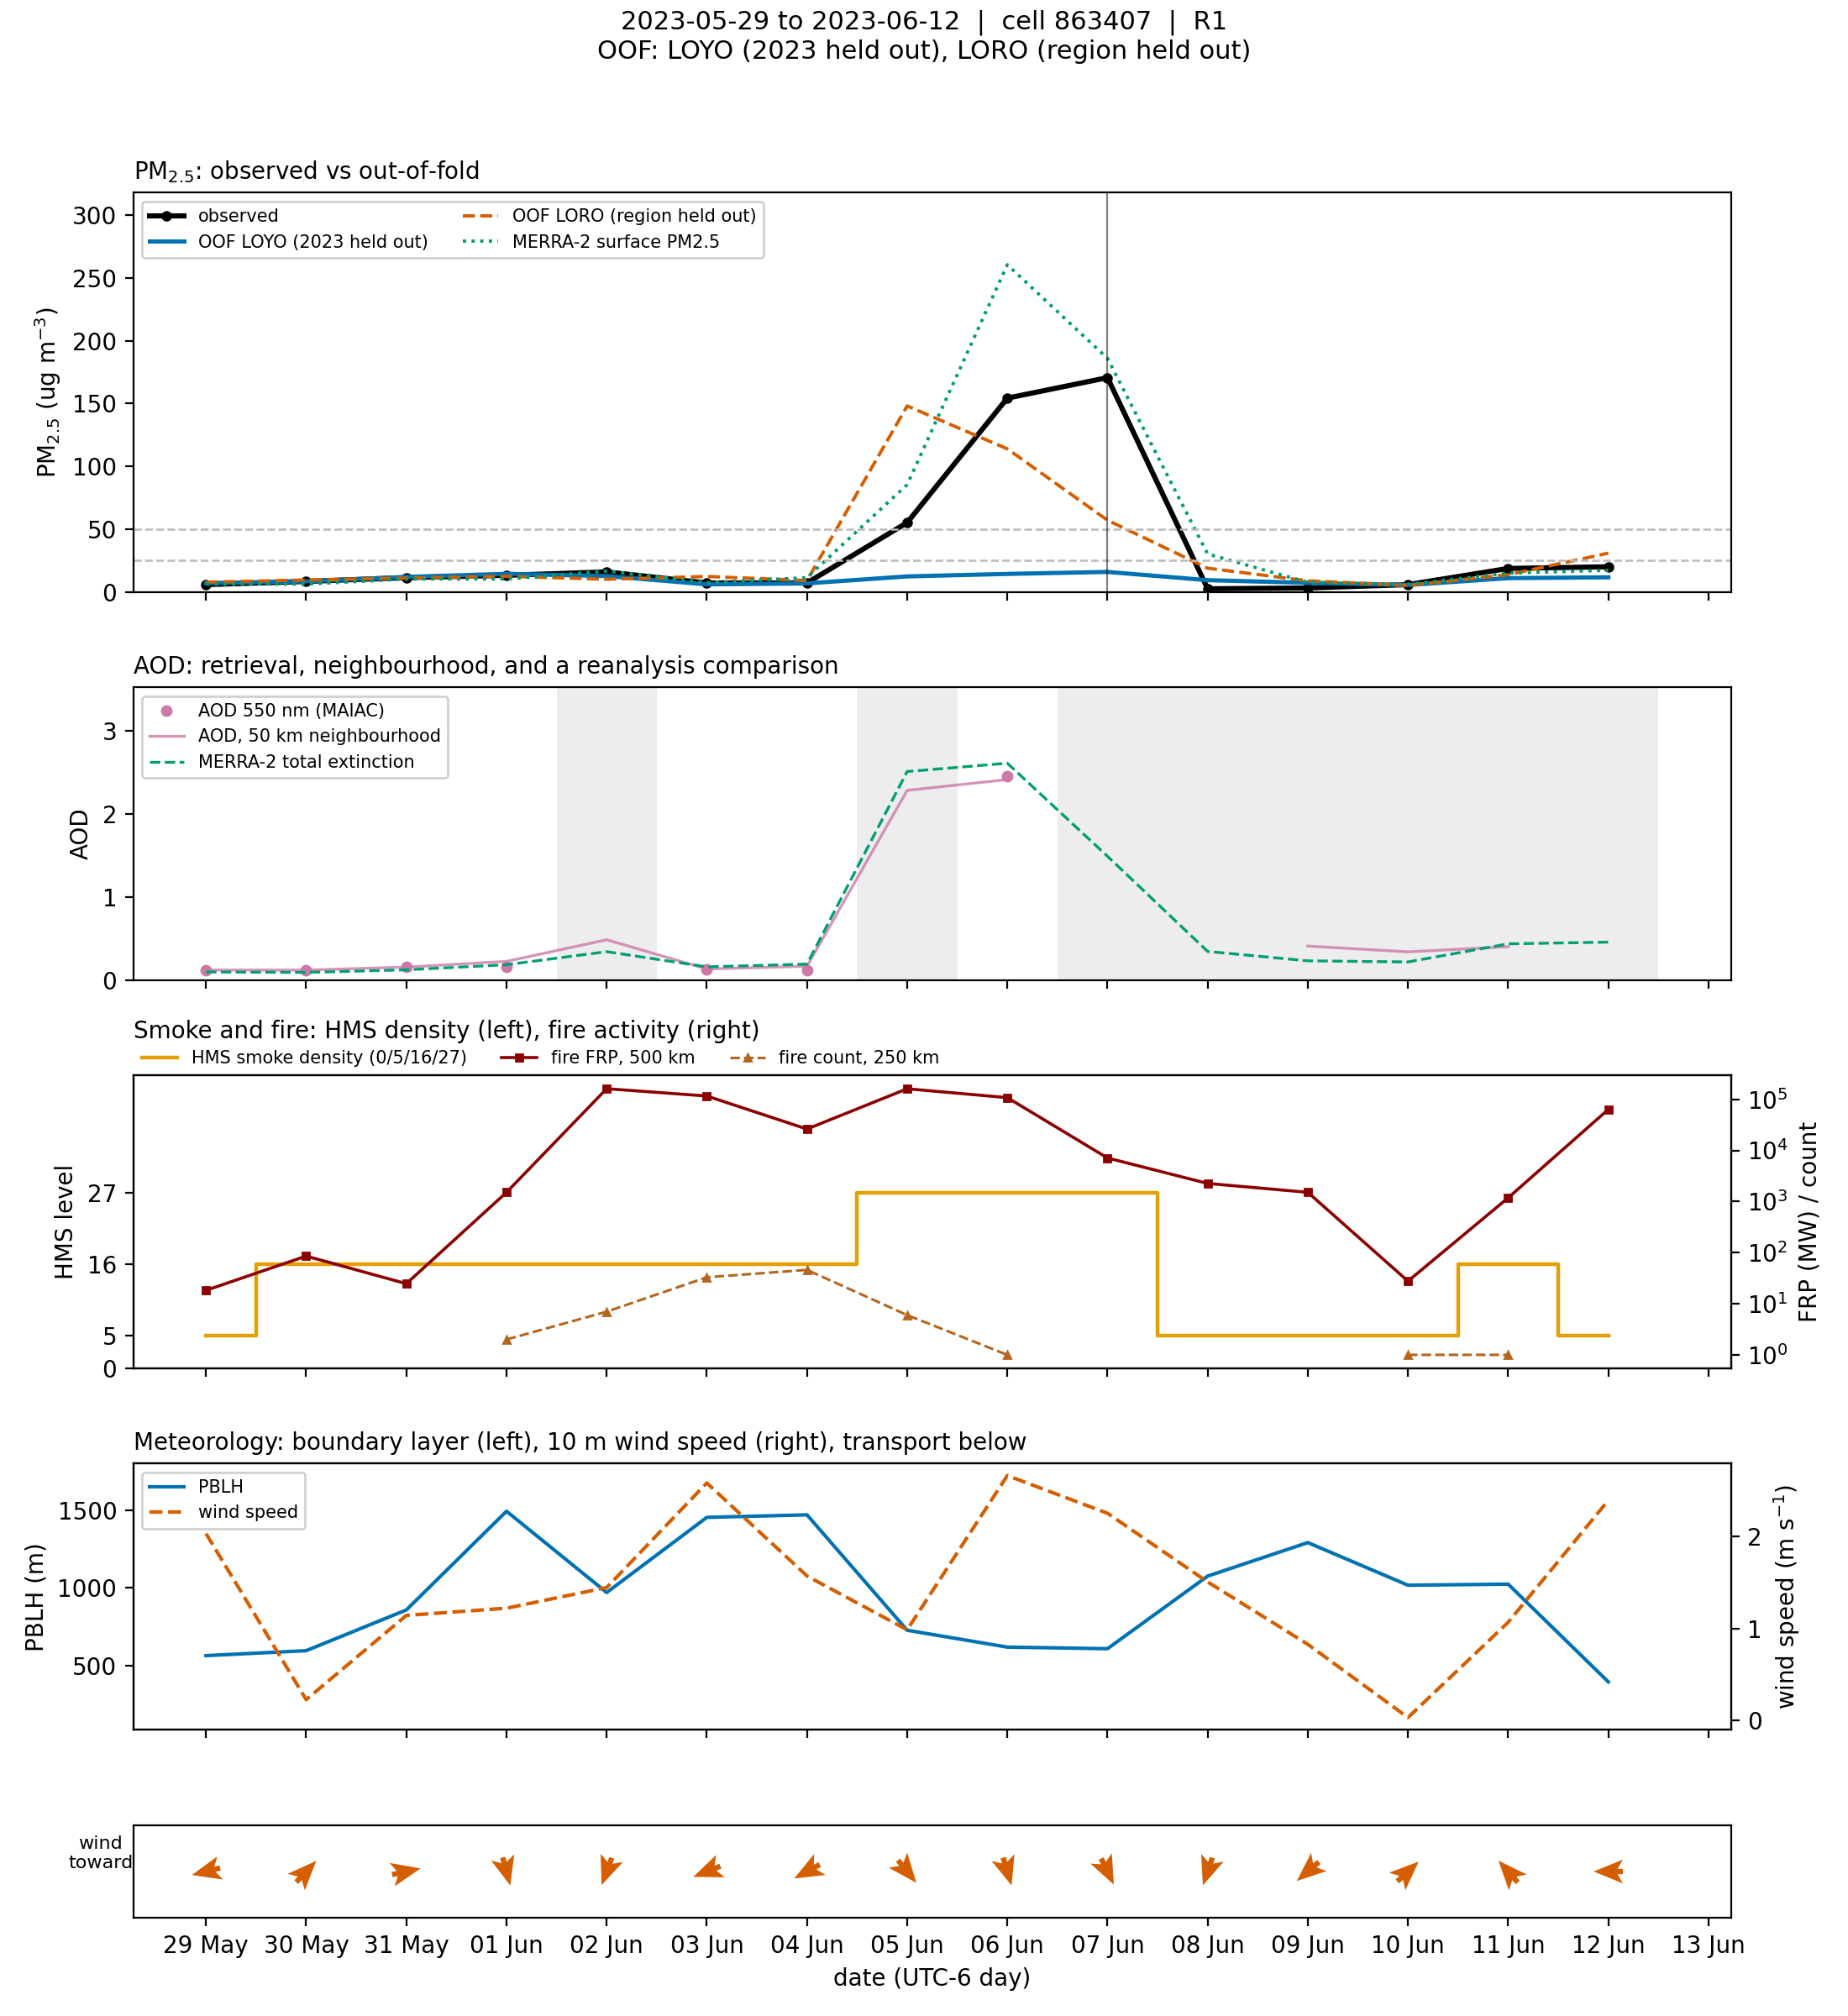 2023-05-29 to 2023-06-12 | cell 863407 | R1
OOF: LOYO (2023 held out), LORO (region held out)
PM2.5: observed vs out-of-fold
observed
OOF LOYO (2023 held out)
OOF LORO (region held out)
MERRA-2 surface PM2.5
PM2.5 (ug m−3)
300
250
200
150
100
50
0
AOD: retrieval, neighbourhood, and a reanalysis comparison
AOD 550 nm (MAIAC)
AOD, 50 km neighbourhood
MERRA-2 total extinction
AOD
3
2
1
0
Smoke and fire: HMS density (left), fire activity (right)
HMS smoke density (0/5/16/27)
fire FRP, 500 km
fire count, 250 km
HMS level
27
16
5
0
10^5
10^4
10^3
10^2
10^1
10^0
FRP (MW) / count
Meteorology: boundary layer (left), 10 m wind speed (right), transport below
PBLH
wind speed
PBLH (m)
1500
1000
500
2
1
0
wind speed (m s−1)
wind
toward
29 May 30 May 31 May 01 Jun 02 Jun 03 Jun 04 Jun 05 Jun 06 Jun 07 Jun 08 Jun 09 Jun 10 Jun 11 Jun 12 Jun 13 Jun
date (UTC-6 day)